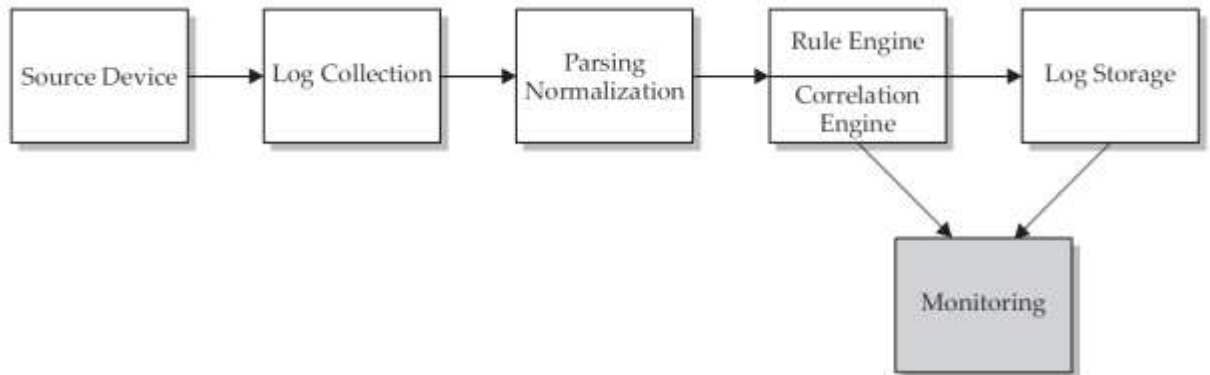 Source Device
Log Collection
Parsing
Normalization
Rule Engine
Correlation
Engine
Log Storage
Monitoring